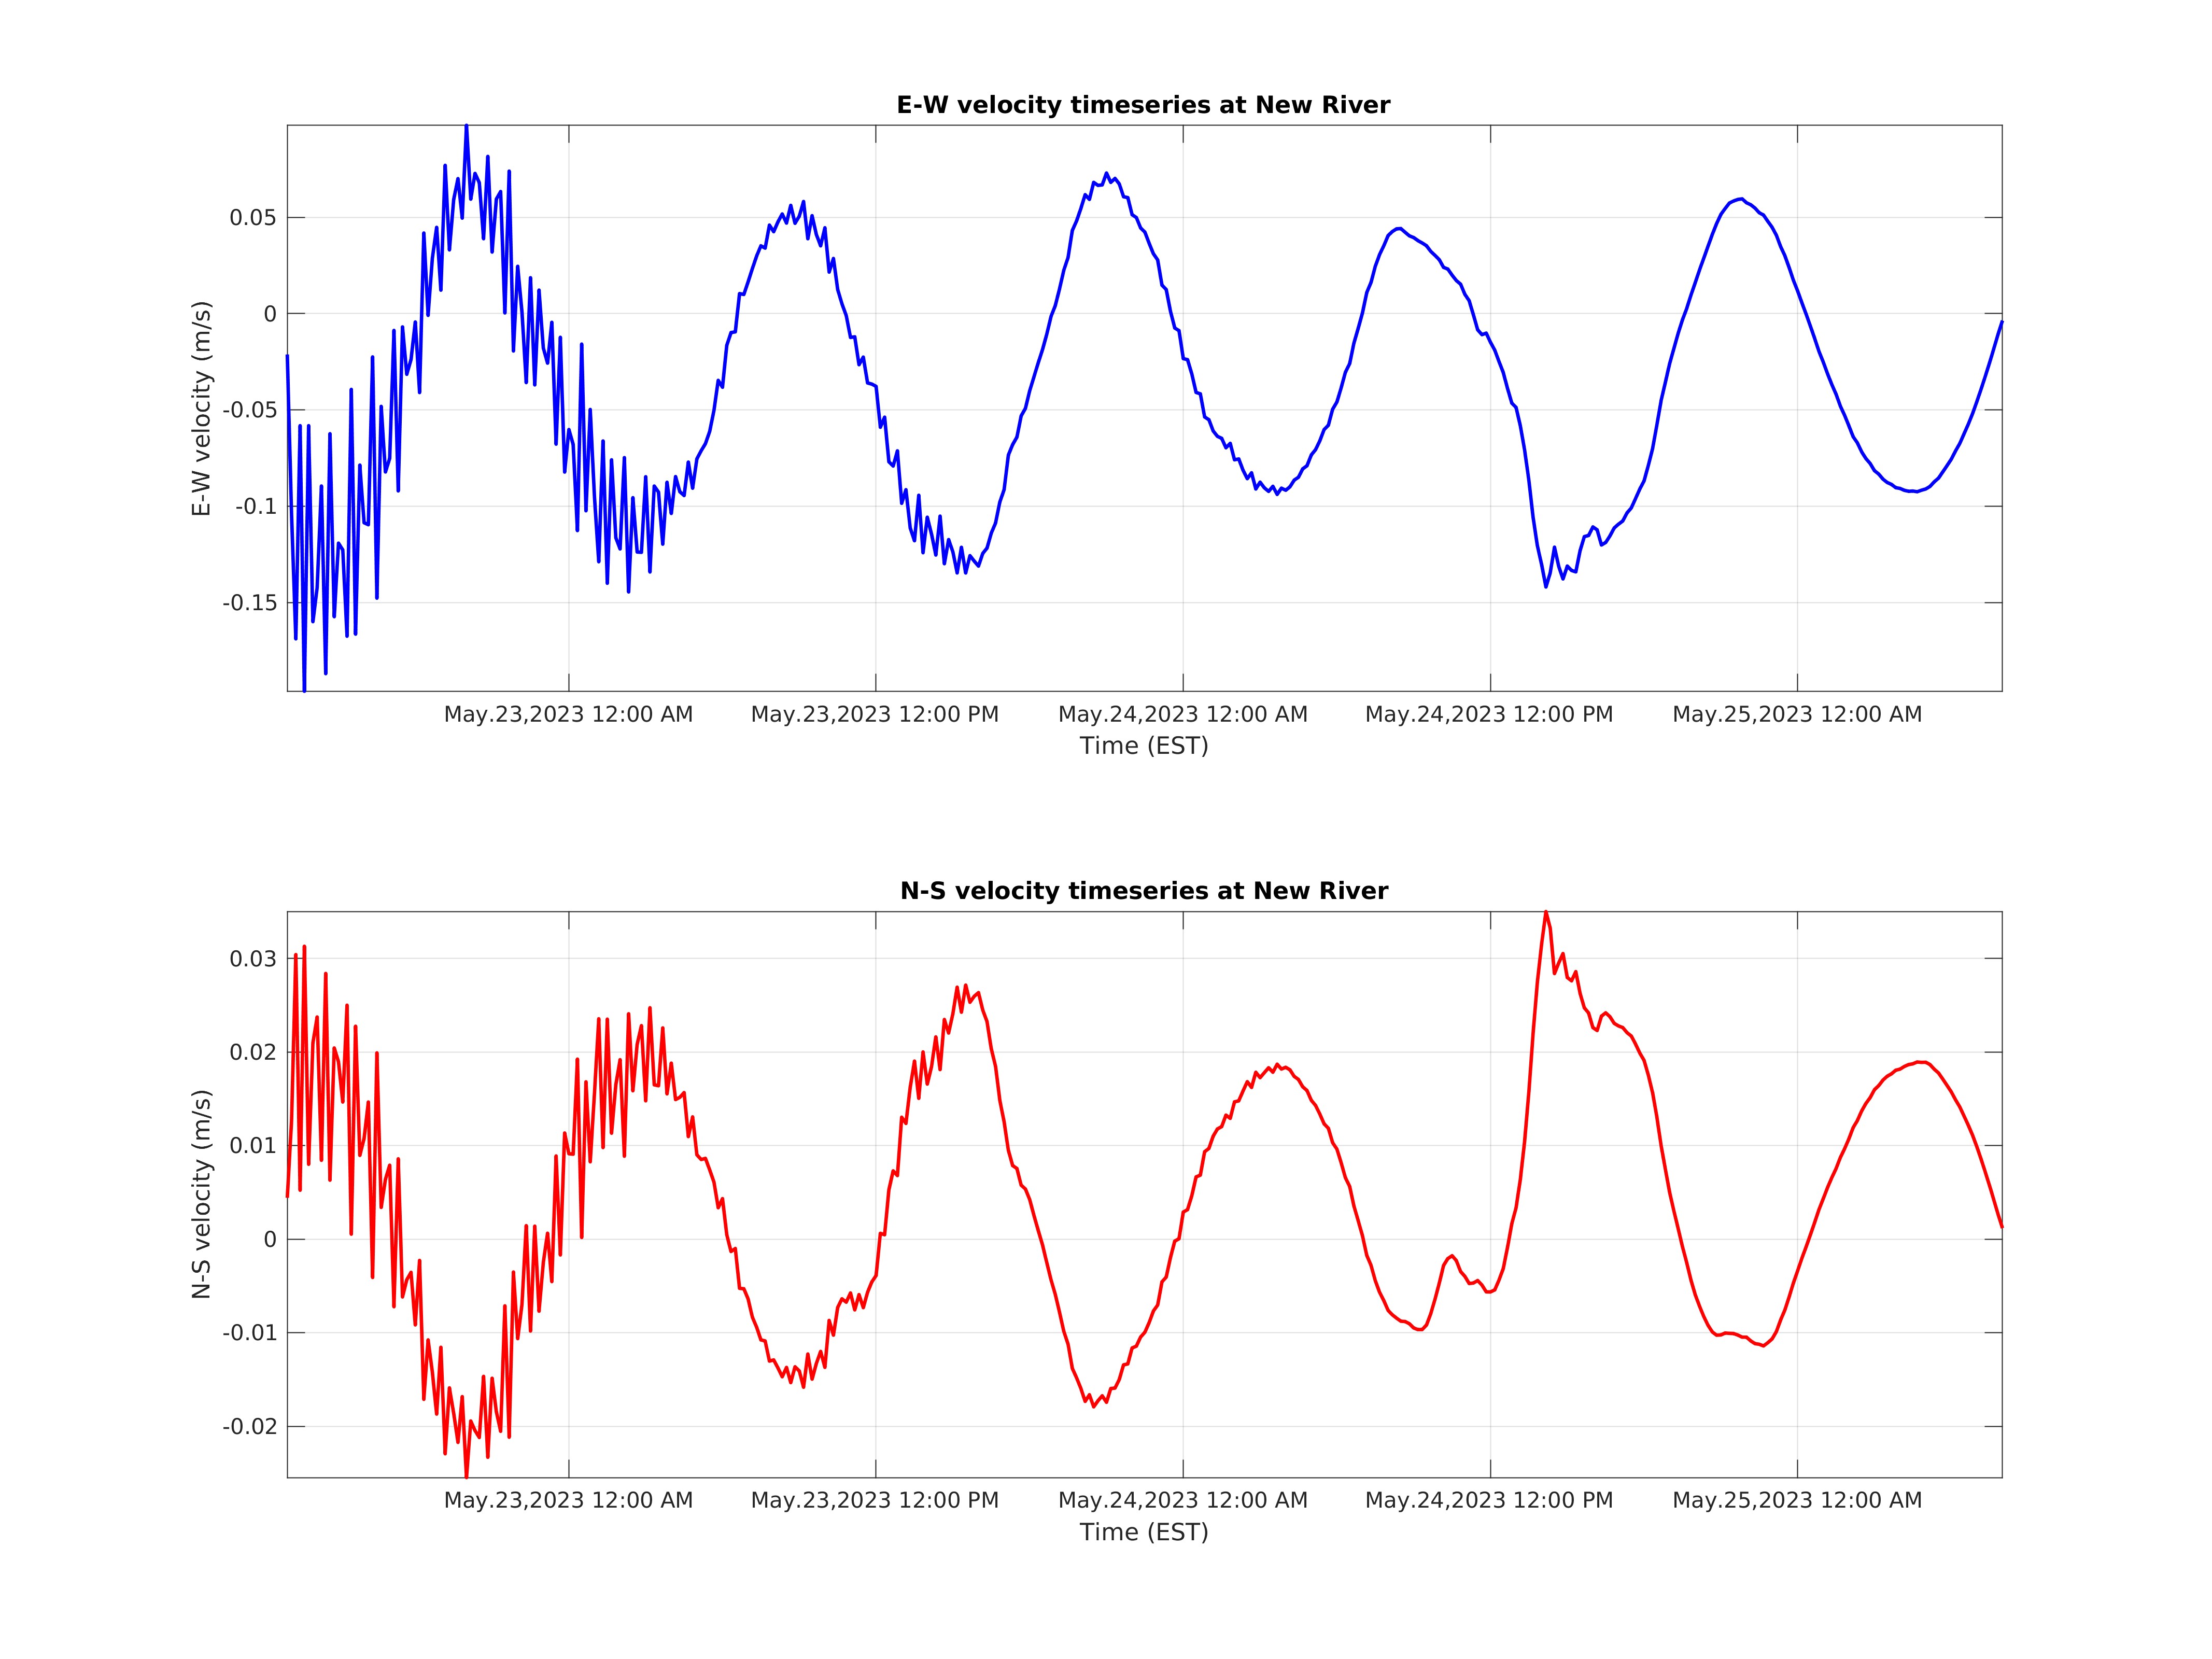 E-W velocity timeseries at New River
E-W velocity (m/s)
0.05
0
-0.05
-0.1
-0.15
May.23,2023 12:00 AM May.23,2023 12:00 PM May.24,2023 12:00 AM May.24,2023 12:00 PM May.25,2023 12:00 AM
Time (EST)
N-S velocity timeseries at New River
N-S velocity (m/s)
0.03
0.02
0.01
0
-0.01
-0.02
May.23,2023 12:00 AM May.23,2023 12:00 PM May.24,2023 12:00 AM May.24,2023 12:00 PM May.25,2023 12:00 AM
Time (EST)